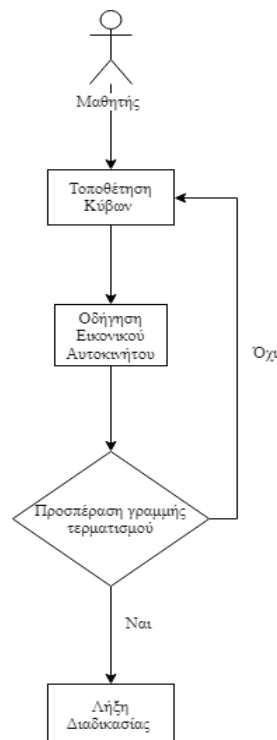 Μαθητής
Τοποθέτηση
Κύβων
Οδήγηση
Εικονικού
Αυτοκινήτου
Όχι
Προσπέραση γραμμής
τερματισμού
Ναι
Λήξη
Διαδικασίας